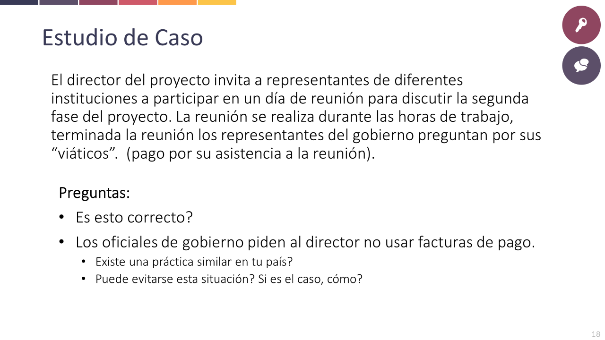 Estudio de Caso
El director del proyecto invita a representantes de diferentes
instituciones a participar en un día de reunión para discutir la segunda
fase del proyecto. La reunión se realiza durante las horas de trabajo,
terminada la reunión los representantes del gobierno preguntan por sus
“viáticos”.  (pago por su asistencia a la reunión).
Preguntas:
• Es esto correcto?
• Los oficiales de gobierno piden al director no usar facturas de pago.
• Existe una práctica similar en tu país?
• Puede evitarse esta situación? Si es el caso, cómo?
18